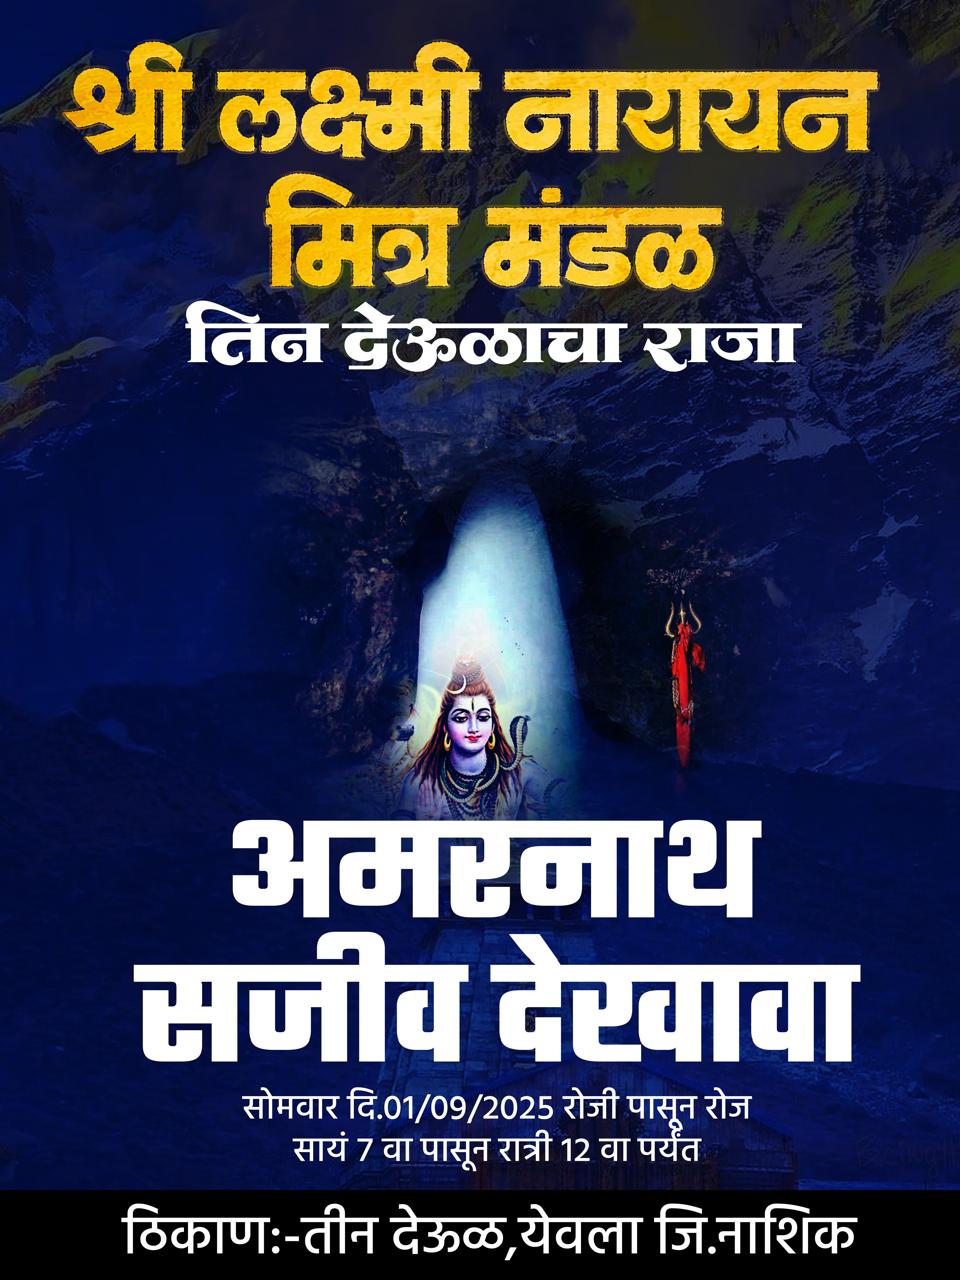 श्री लक्ष्मी नारायन
मित्र मंडळ
तिन देऊळाचा राजा
अमरनाथ
सजीव देखावा
सोमवार दि.01/09/2025 रोजी पासून रोज
सायं 7 वा पासून रात्री 12 वा पर्यंत
ठिकाण:-तीन देऊळ,येवला जि.नाशिक